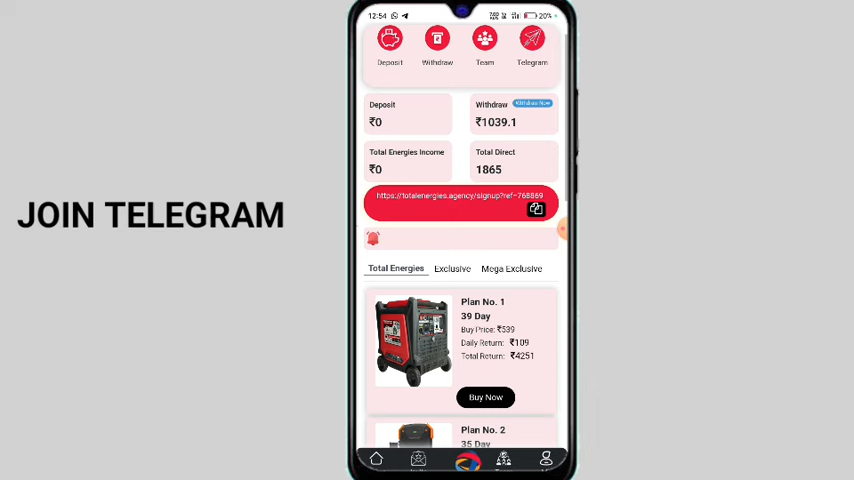 12:54
20%
Deposit
Withdraw
Team
Telegram
Deposit
₹0
Withdraw
Withdraw Now
₹1039.1
Total Energies Income
₹0
Total Direct
1865
https://totalenergies.agency/signup?ref=768869
JOIN TELEGRAM
Total Energies
Exclusive
Mega Exclusive
Plan No. 1
39 Day
Buy Price: ₹539
Daily Return: ₹109
Total Return: ₹4251
Buy Now
Plan No. 2
35 Day